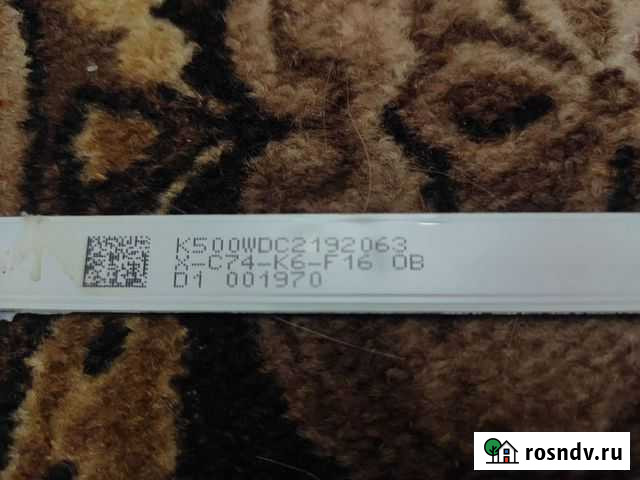 K500WDC2192063
X-C74-K6-F16 0B
D1 001970
rosndv.ru